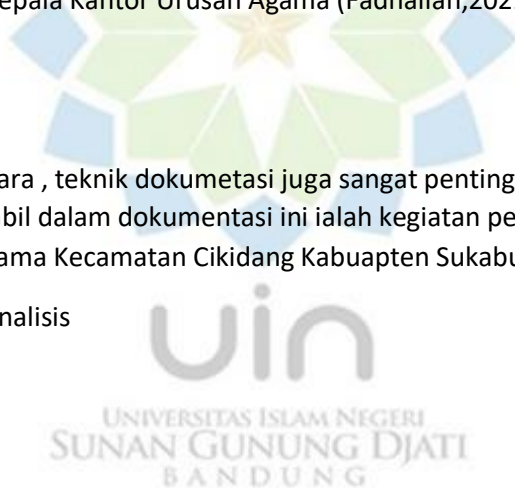 epala Kantor Urusan Agama (Fadhallah,202
ara , teknik dokumetasi juga sangat penting
bil dalam dokumentasi ini ialah kegiatan pe
ama Kecamatan Cikidang Kabuapten Sukabu
nalisis
uin
UNIVERSITAS ISLAM NEGERI
SUNAN GUNUNG DJATI
BANDUNG